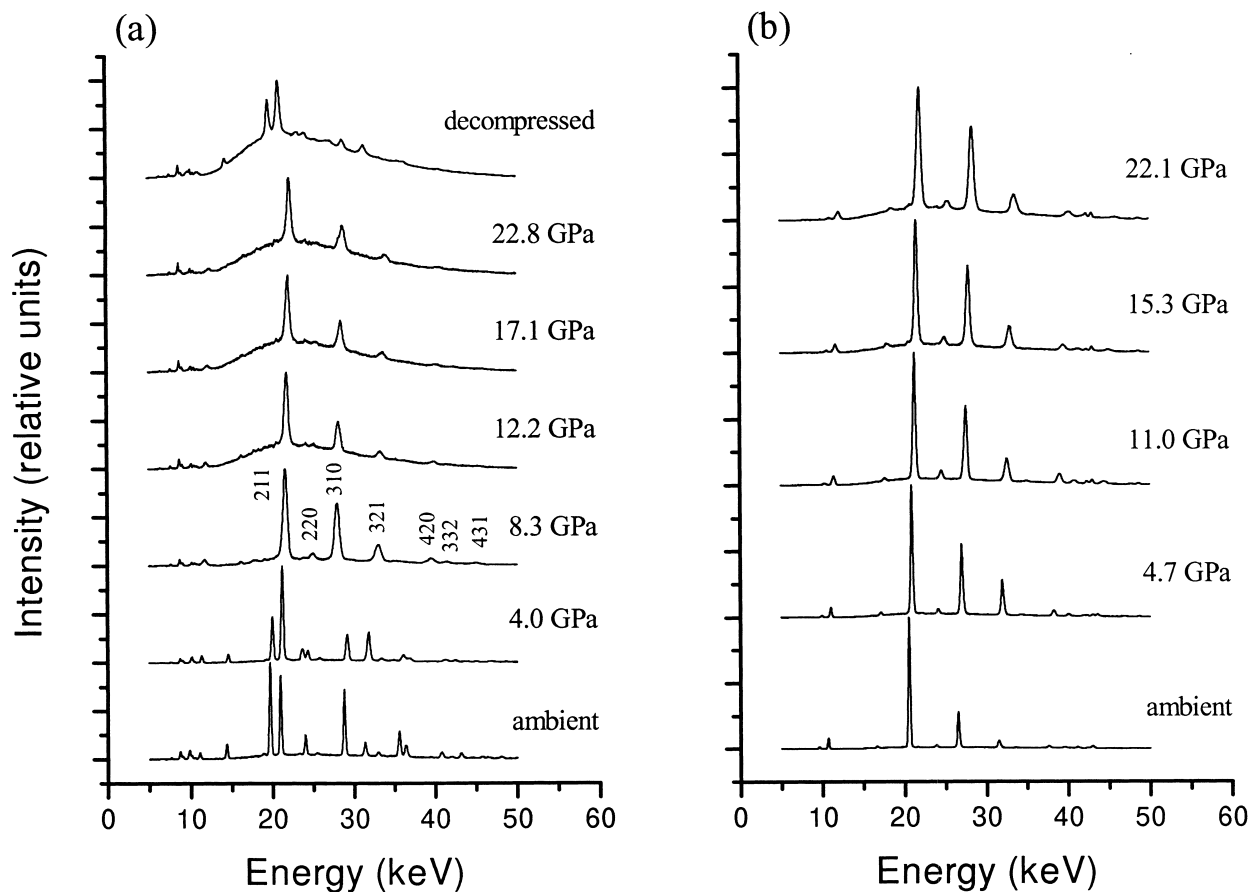 (a)
Intensity (relative units)
decompressed
22.8 GPa
17.1 GPa
12.2 GPa
211
220
310
321
420
332
431
8.3 GPa
4.0 GPa
ambient
0
10
20
30
40
50
60
Energy (keV)
(b)
22.1 GPa
15.3 GPa
11.0 GPa
4.7 GPa
ambient
0
10
20
30
40
50
60
Energy (keV)